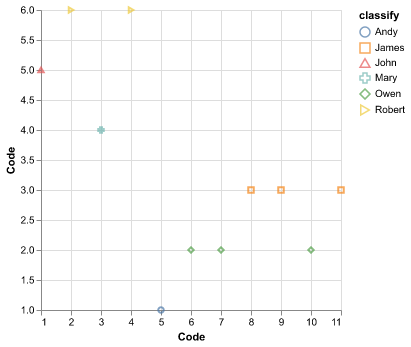 6.0
5.5
5.0
4.5
4.0
3.5
3.0
2.5
2.0
1.5
1.0
Code
1 2 3 4 5 6 7 8 9 10 11
Code
classify
Andy
James
John
Mary
Owen
Robert